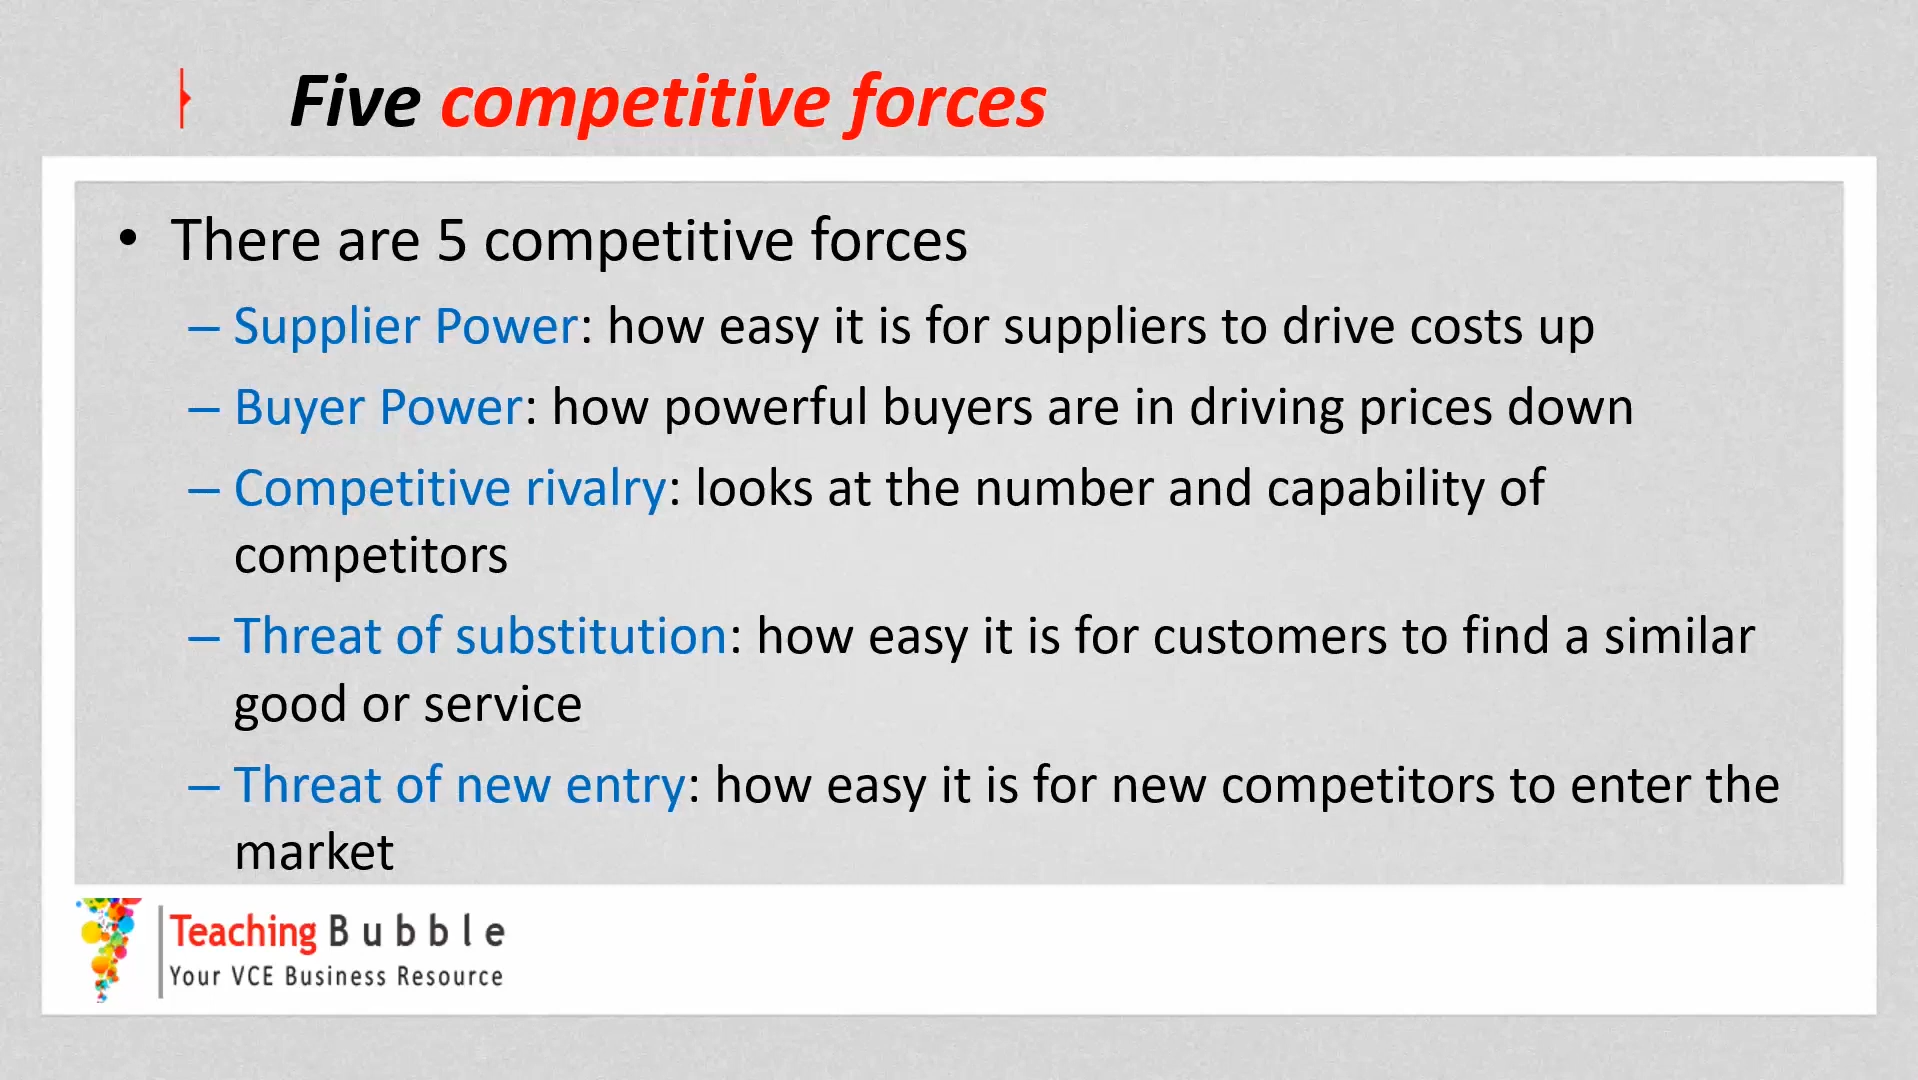 Five competitive forces
• There are 5 competitive forces
– Supplier Power: how easy it is for suppliers to drive costs up
– Buyer Power: how powerful buyers are in driving prices down
– Competitive rivalry: looks at the number and capability of
competitors
– Threat of substitution: how easy it is for customers to find a similar
good or service
– Threat of new entry: how easy it is for new competitors to enter the
market
Teaching Bubble
Your VCE Business Resource